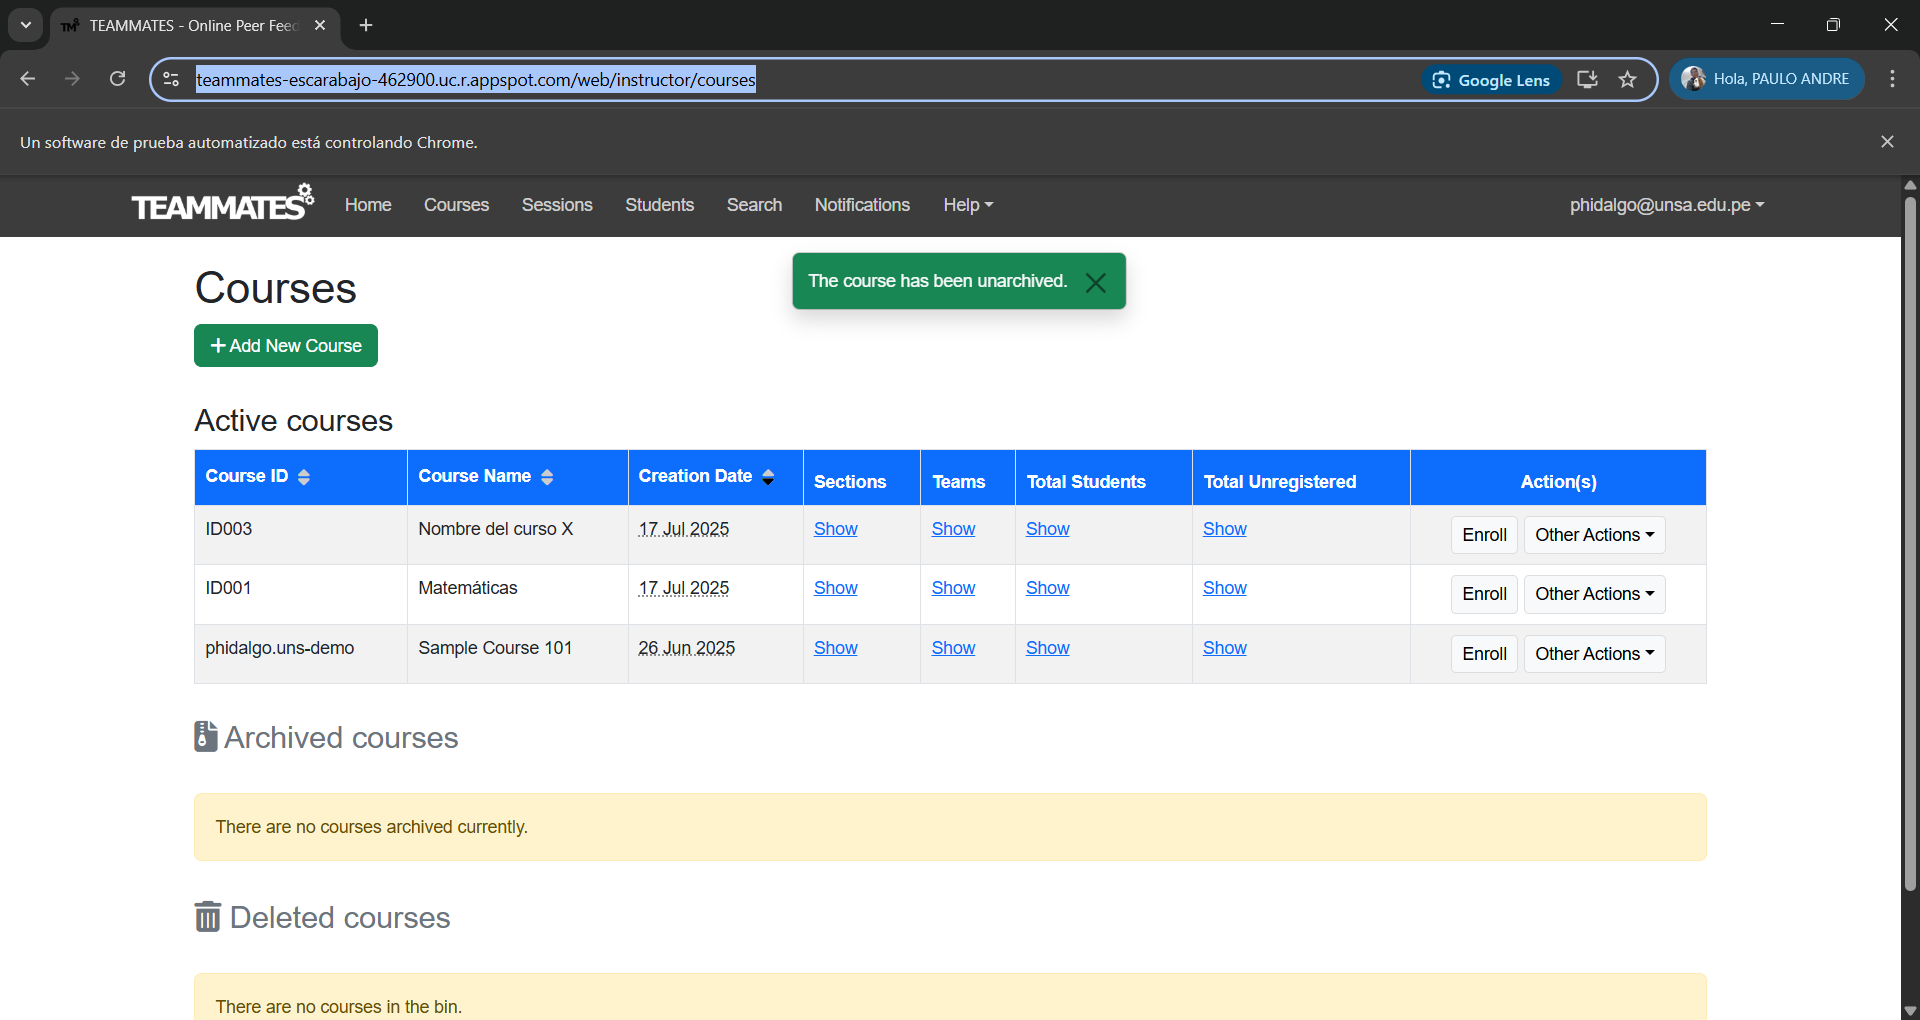 TEAMMATES - Online Peer Feed
teammates-escarabajo-462900.uc.r.appspot.com/web/instructor/courses
Google Lens
Hola, PAULO ANDRE
Un software de prueba automatizado está controlando Chrome.
TEAMMATES Home Courses Sessions Students Search Notifications Help phidalgo@unsa.edu.pe
The course has been unarchived.
Courses
+ Add New Course
Active courses
Course ID Course Name Creation Date Sections Teams Total Students Total Unregistered Action(s)
ID003 Nombre del curso X 17 Jul 2025 Show Show Show Show Enroll Other Actions
ID001 Matemáticas 17 Jul 2025 Show Show Show Show Enroll Other Actions
phidalgo.uns-demo Sample Course 101 26 Jun 2025 Show Show Show Show Enroll Other Actions
Archived courses
There are no courses archived currently.
Deleted courses
There are no courses in the bin.